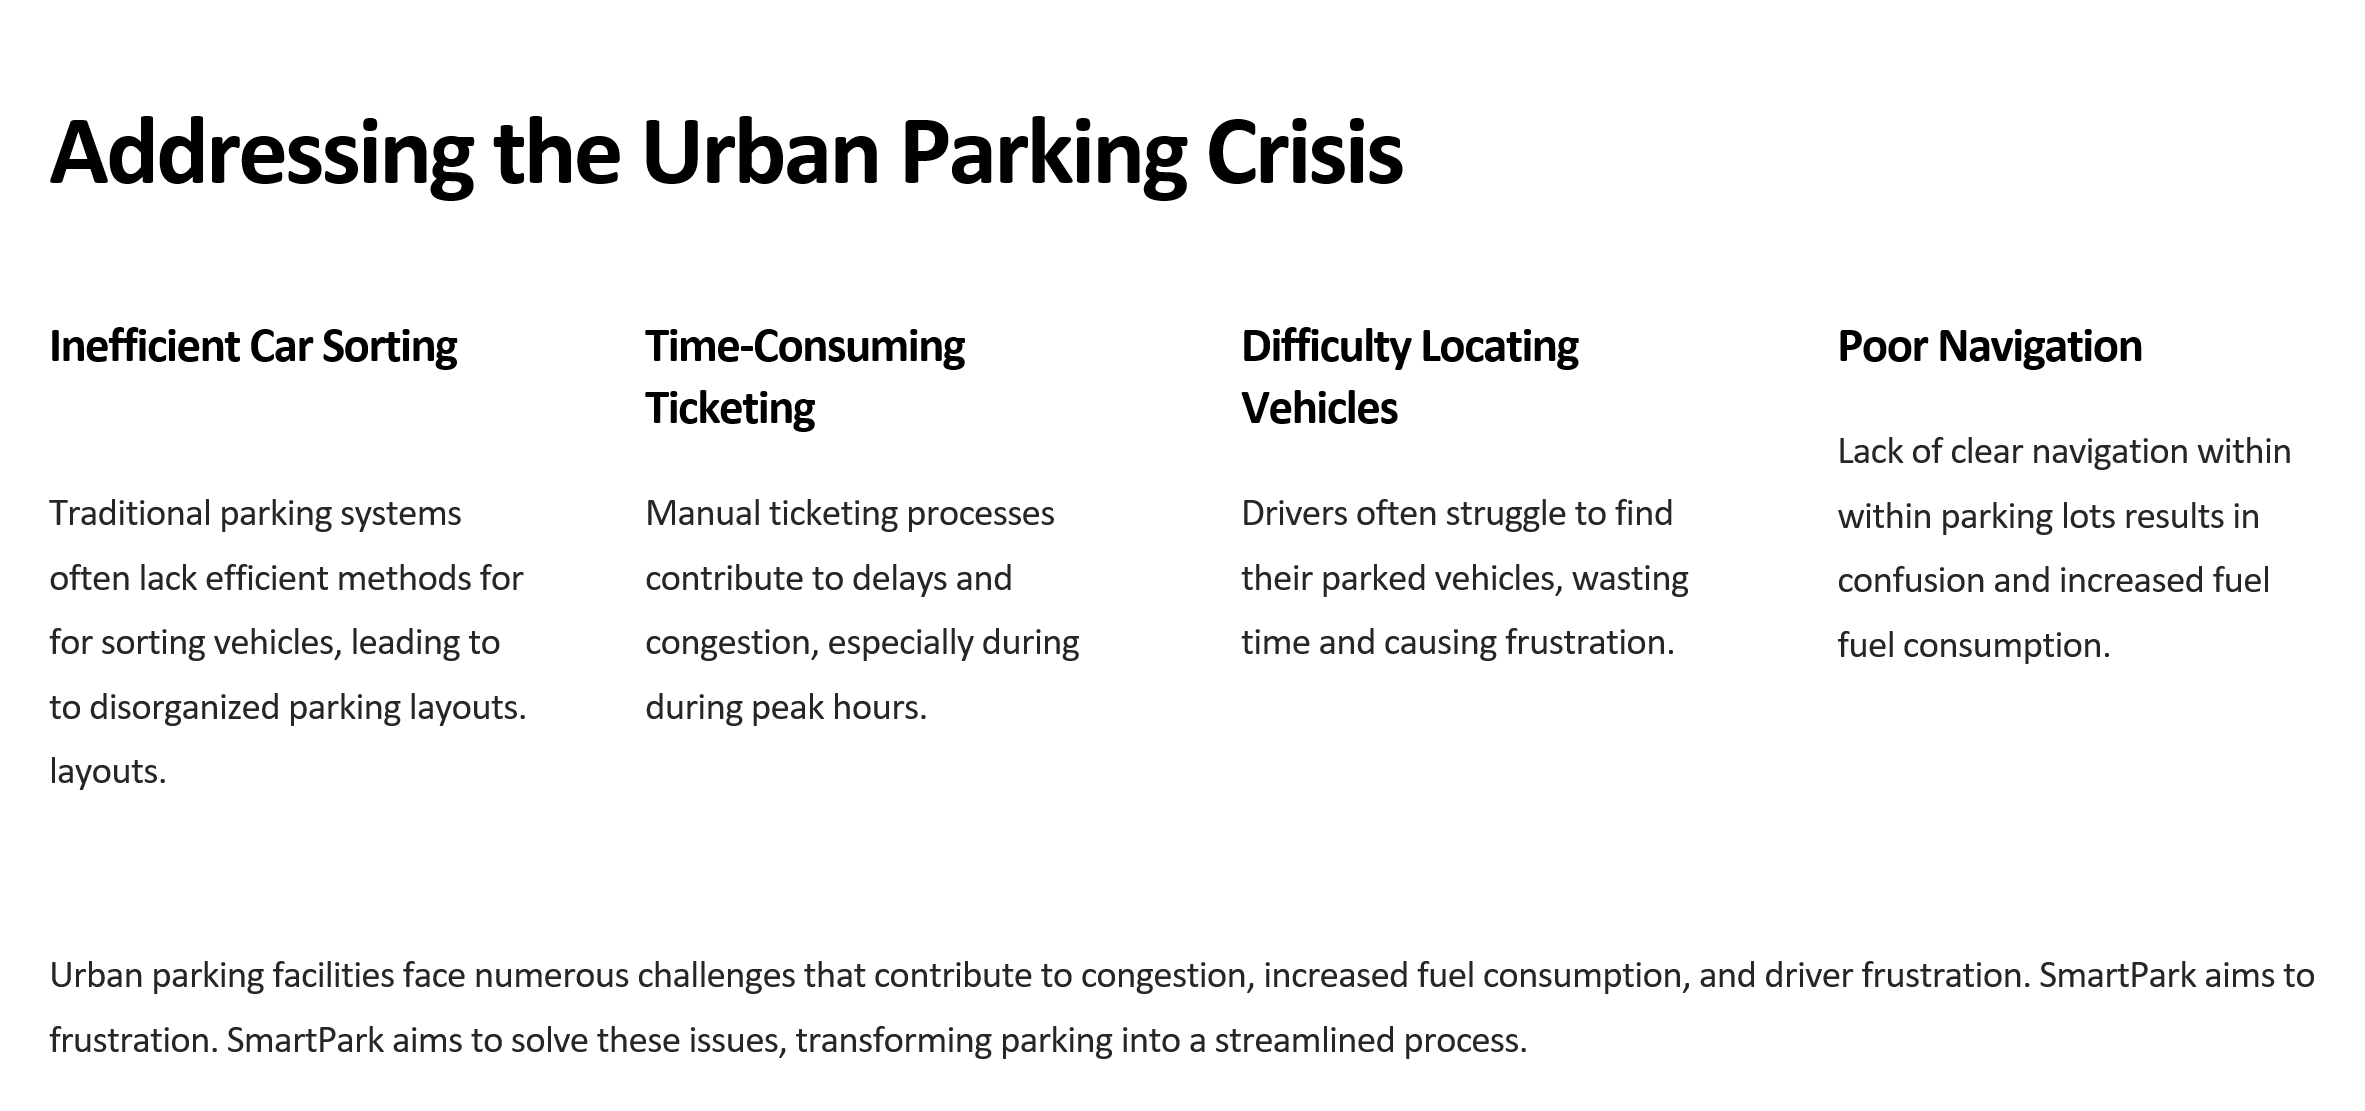 Addressing the Urban Parking Crisis
Inefficient Car Sorting
Traditional parking systems
often lack efficient methods for
for sorting vehicles, leading to
to disorganized parking layouts.
layouts.
Time-Consuming
Ticketing
Manual ticketing processes
contribute to delays and
congestion, especially during
during peak hours.
Difficulty Locating
Vehicles
Drivers often struggle to find
their parked vehicles, wasting
time and causing frustration.
Poor Navigation
Lack of clear navigation within
within parking lots results in
confusion and increased fuel
fuel consumption.
Urban parking facilities face numerous challenges that contribute to congestion, increased fuel consumption, and driver frustration. SmartPark aims to
frustration. SmartPark aims to solve these issues, transforming parking into a streamlined process.